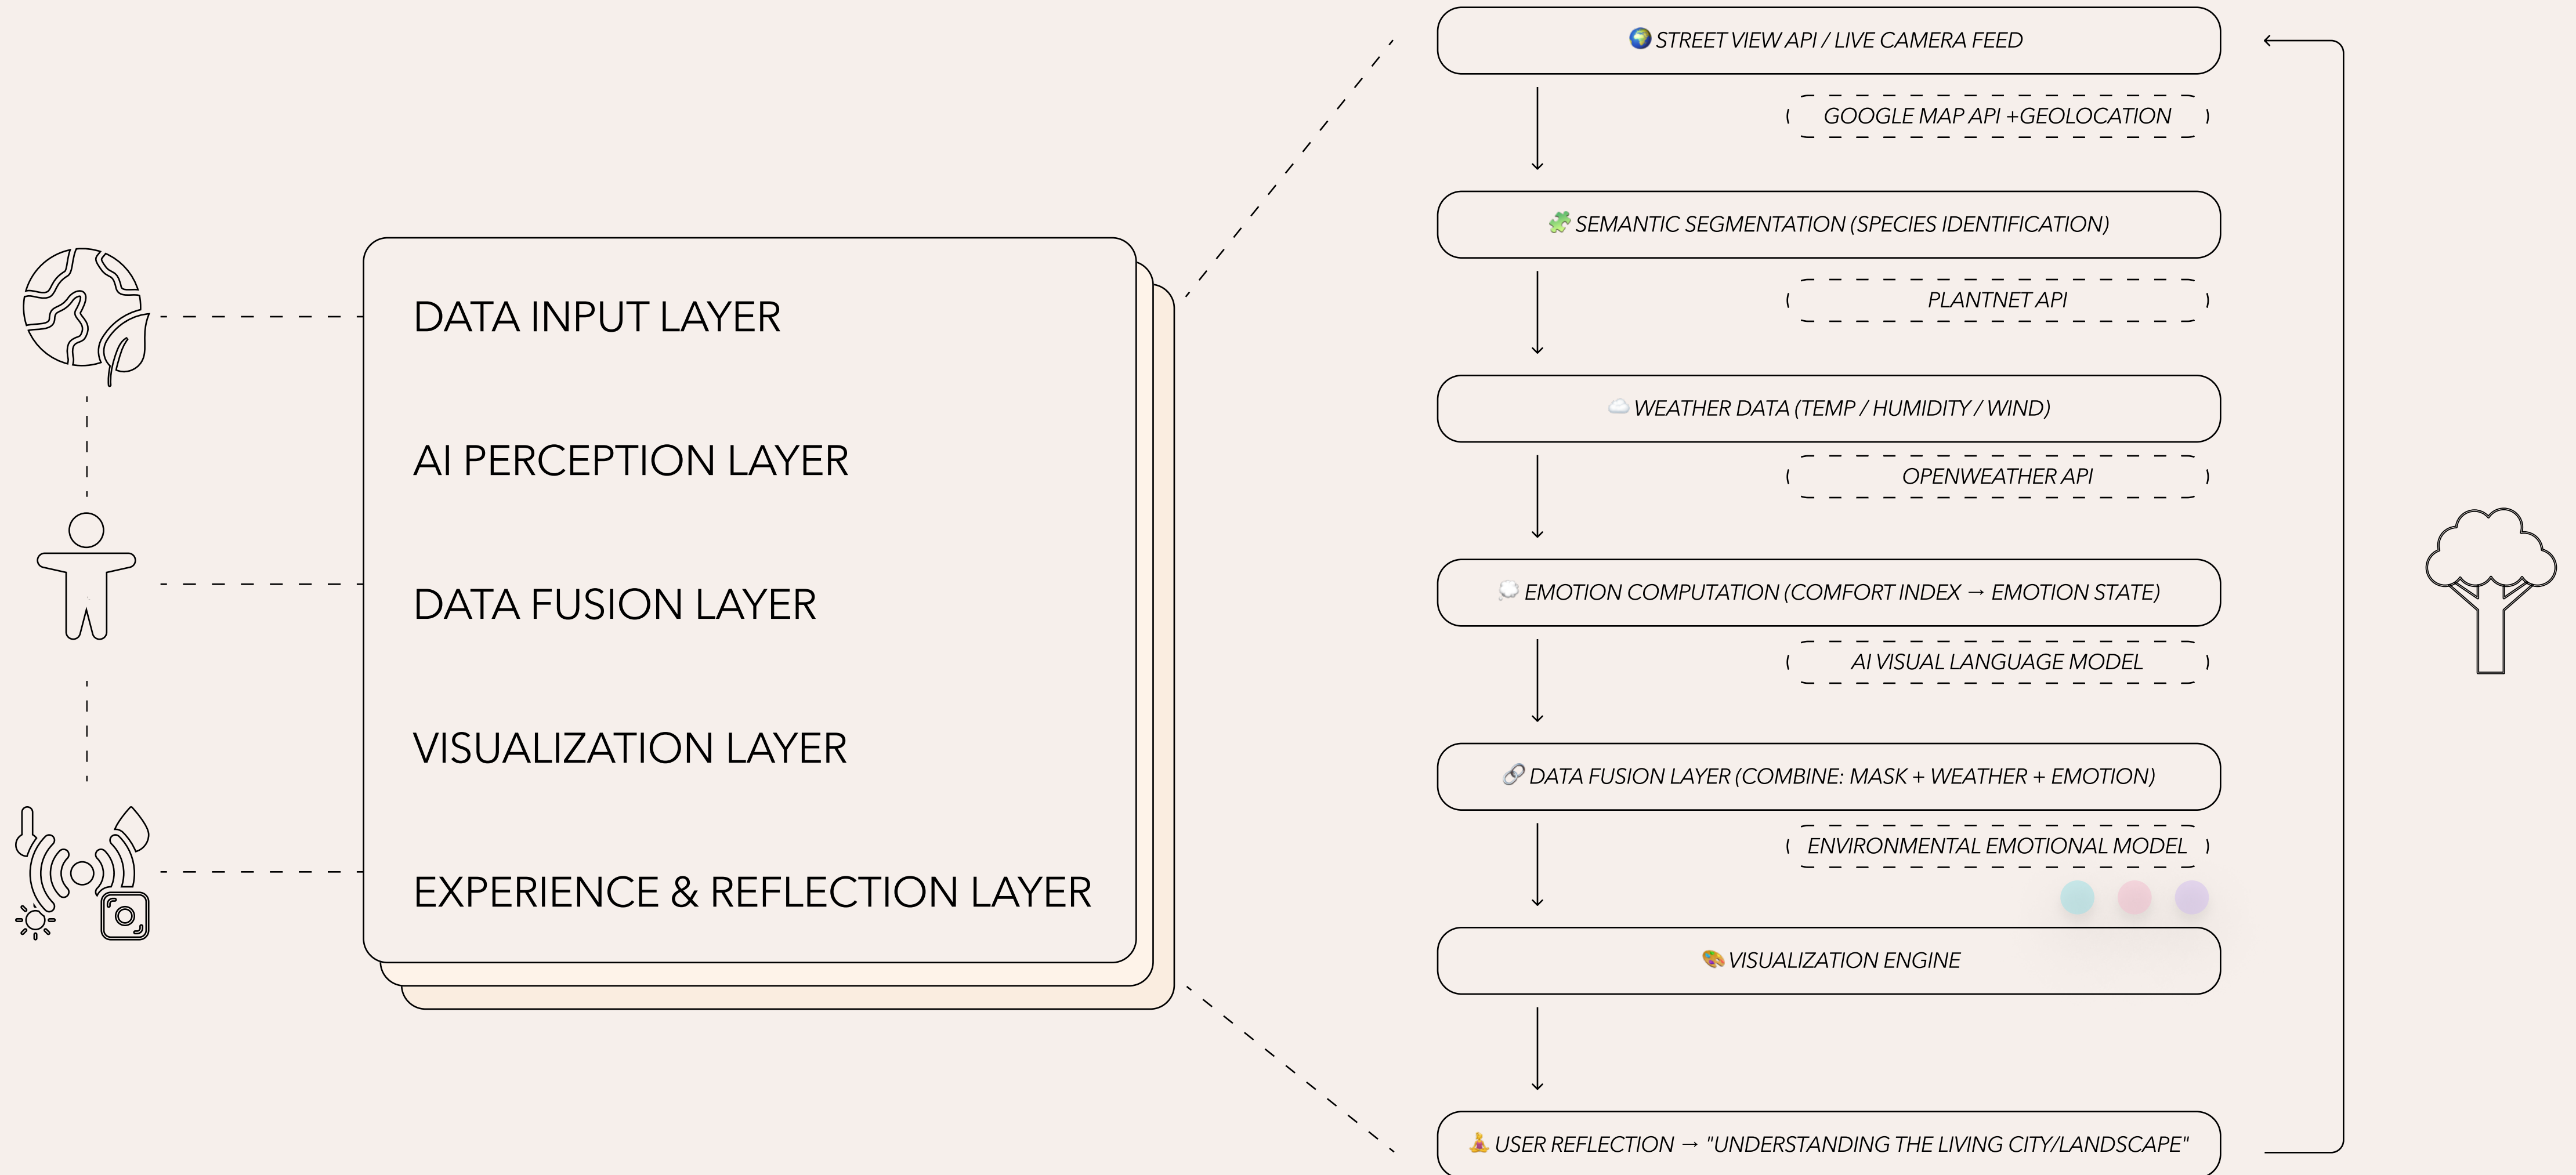 DATA INPUT LAYER
AI PERCEPTION LAYER
DATA FUSION LAYER
VISUALIZATION LAYER
EXPERIENCE & REFLECTION LAYER
🌍 STREET VIEW API / LIVE CAMERA FEED
GOOGLE MAP API +GEOLOCATION
🧩 SEMANTIC SEGMENTATION (SPECIES IDENTIFICATION)
PLANTNET API
☁️ WEATHER DATA (TEMP / HUMIDITY / WIND)
OPENWEATHER API
💭 EMOTION COMPUTATION (COMFORT INDEX → EMOTION STATE)
AI VISUAL LANGUAGE MODEL
🔗 DATA FUSION LAYER (COMBINE: MASK + WEATHER + EMOTION)
ENVIRONMENTAL EMOTIONAL MODEL
🎨 VISUALIZATION ENGINE
🧘 USER REFLECTION → "UNDERSTANDING THE LIVING CITY/LANDSCAPE"